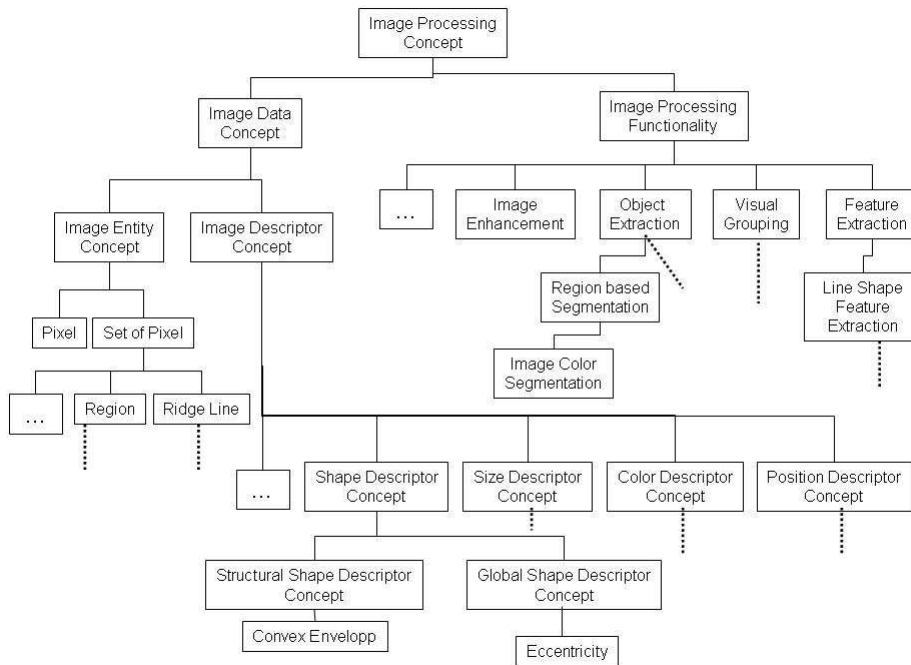 Image Processing
Concept
Image Data
Concept
Image Processing
Functionality
...
Image
Enhancement
Object
Extraction
Visual
Grouping
Feature
Extraction
Image Entity
Concept
Image Descriptor
Concept
Region based
Segmentation
Line Shape
Feature
Extraction
Pixel
Set of Pixel
Image Color
Segmentation
...
Region
Ridge Line
...
Shape Descriptor
Concept
Size Descriptor
Concept
Color Descriptor
Concept
Position Descriptor
Concept
Structural Shape Descriptor
Concept
Global Shape Descriptor
Concept
Convex Envelopp
Eccentricity